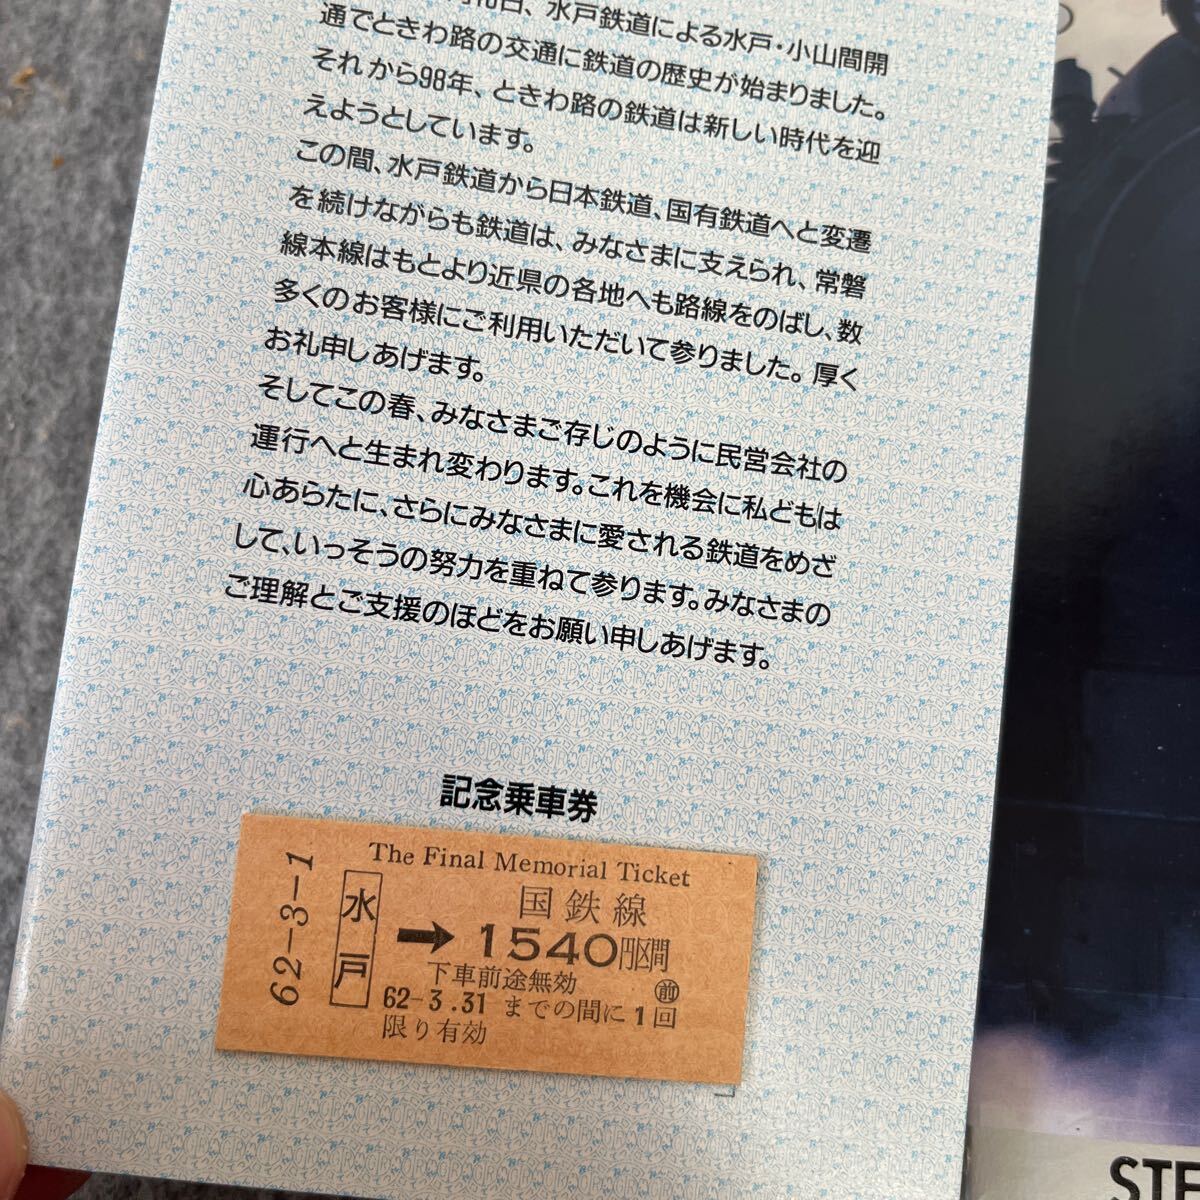 日、水戸鉄道による水戸・小山間開
通でときわ路の交通に鉄道の歴史が始まりました。
それから98年、ときわ路の鉄道は新しい時代を迎
えようとしています。
この間、水戸鉄道から日本鉄道、国有鉄道へと変遷
を続けながらも鉄道は、みなさまに支えられ、常磐
線本線はもとより近県の各地へも路線をのばし、数
多くのお客様にご利用いただいて参りました。厚く
お礼申しあげます。
そしてこの春、みなさまご存じのように民営会社の
運行へと生まれ変わります。これを機会に私どもは
心あらたに、さらにみなさまに愛される鉄道をめざ
して、いっそうの努力を重ねて参ります。みなさまの
ご理解とご支援のほどをお願い申しあげます。
記念乗車券
The Final Memorial Ticket
62-3-1
水戸
国鉄線
→1540円区間
下車前途無効
前
62-3.31 までの間に1回
限り有効
STE